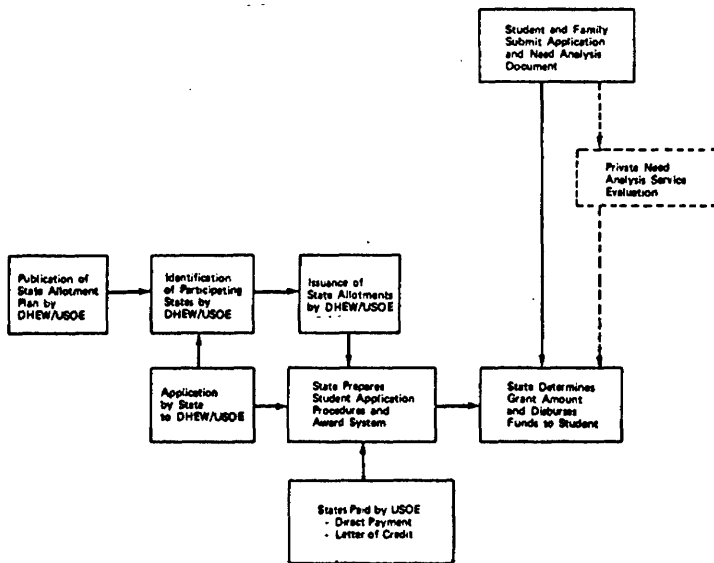 Student and Family
Submit Application
and Need Analysis
Document
Private Need
Analysis Service
Evaluation
Publication of
State Allotment
Plan by
DHEW/USOE
Identification
of Participating
States by
DHEW/USOE
Issuance of
State Allotments
by DHEW/USOE
Application
by State
to DHEW/USOE
State Prepares
Student Application
Procedures and
Award System
State Determines
Grant Amount
and Disburses
Funds to Student
States Paid by USOE
- Direct Payment
- Letter of Credit